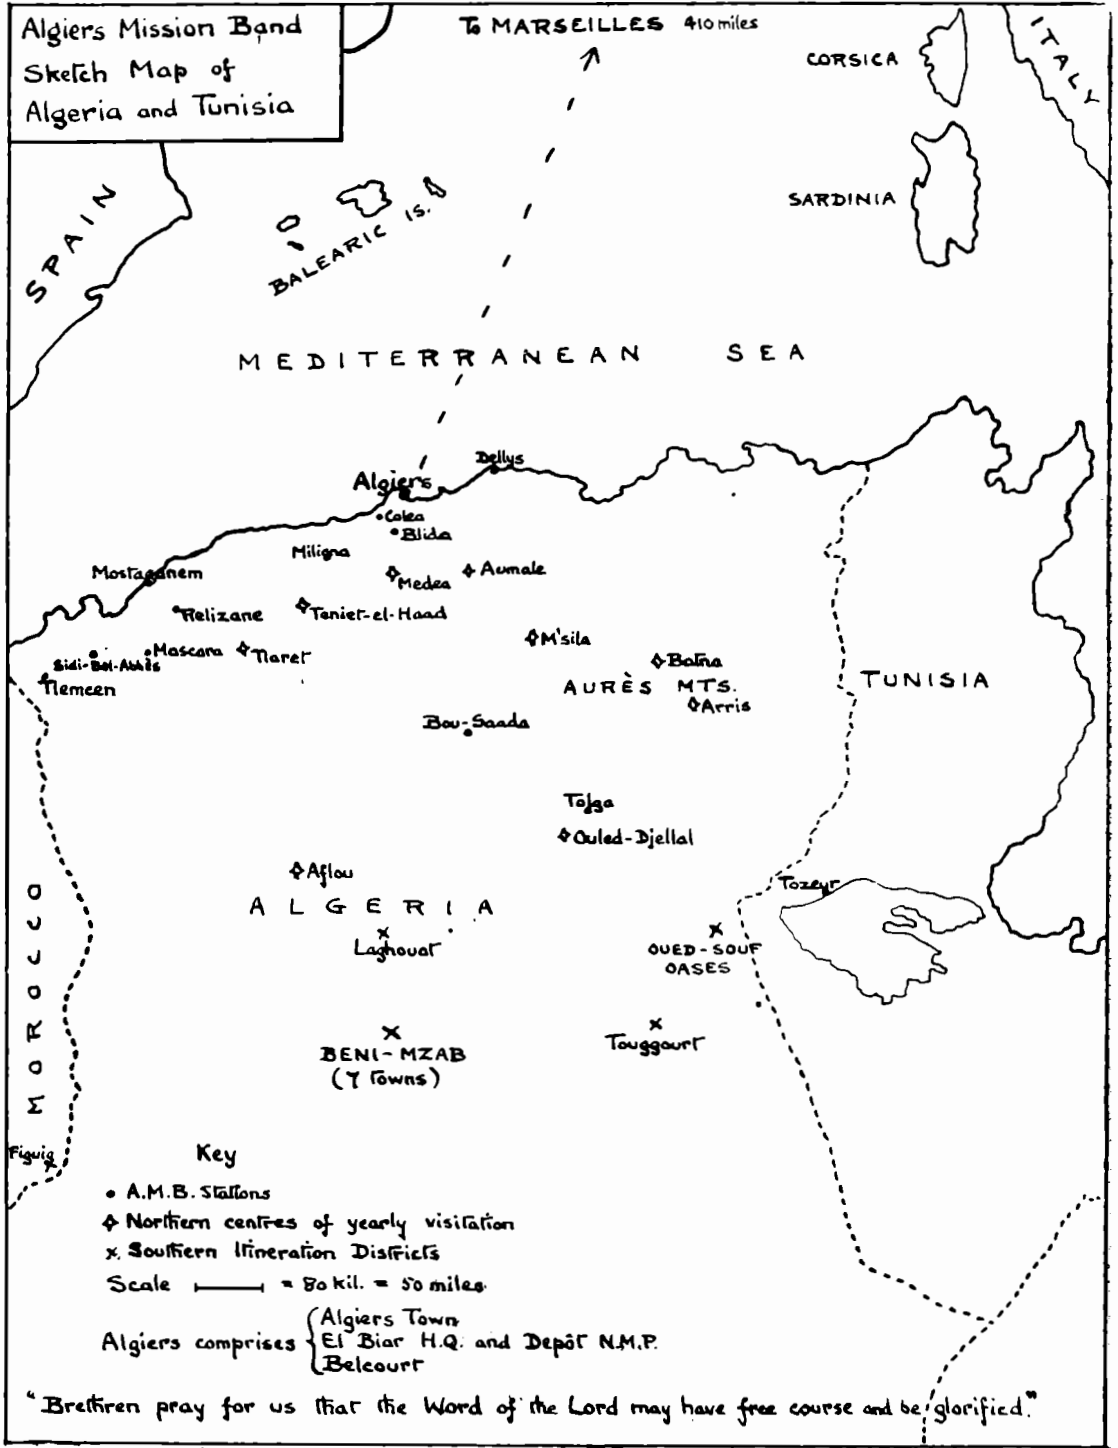 Algiers Mission Band
Sketch Map of
Algeria and Tunisia
To MARSEILLES 410 miles
CORSICA
ITALY
SARDINIA
SPAIN
BALEARIC IS.
MEDITERRANEAN SEA
Dellys
Algiers
Colea
Blida
Miligna
Mostaganem
Medea
Aumale
Relizane
Teniet-el-Haad
M'sila
Mascara
Tiaret
Sidi-Bel-Abbès
Tlemcen
Batna
AURÈS MTS.
Arris
TUNISIA
Bou-Saada
Tolga
Ouled-Djellal
Aflou
Tozeur
ALGERIA
Laghouat
OUED-SOUF
OASES
MOROCCO
Touggourt
BENI-MZAB
(7 Towns)
Figuig
Key
• A.M.B. Stations
Northern centres of yearly visitation
x. Southern Itineration Districts
Scale = 80 kil. = 50 miles.
Algiers comprises
Algiers Town
El Biar H.Q. and Depôt N.M.P.
Belcourt
"Brethren pray for us that the Word of the Lord may have free course and be glorified."